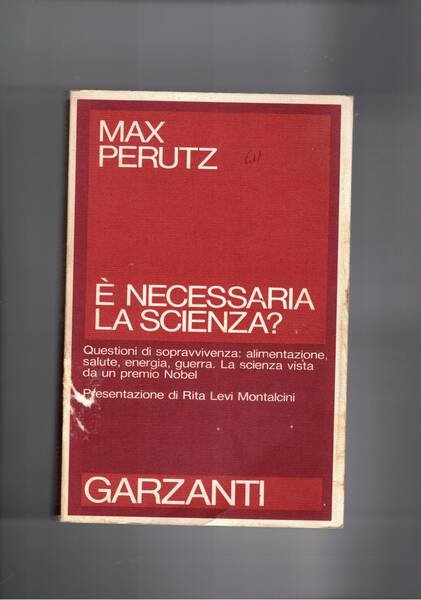 MAX
PERUTZ
È NECESSARIA
LA SCIENZA?
Questioni di sopravvivenza: alimentazione,
salute, energia, guerra. La scienza vista
da un premio Nobel
Presentazione di Rita Levi Montalcini
GARZANTI